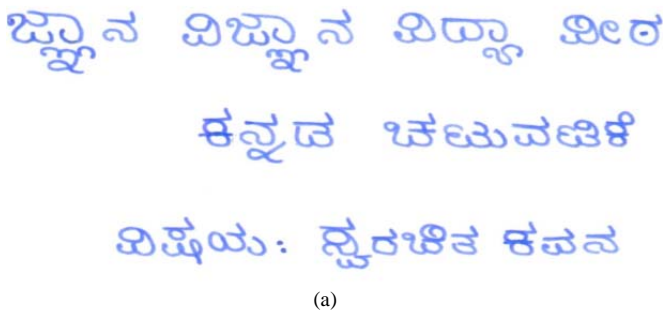 ಜ್ಞಾನ ವಿಜ್ಞಾನ ವಿದ್ಯಾ ಪೀಠ
ಕನ್ನಡ ಚಟುವಟಿಕೆ
ವಿಷಯ: ಸ್ವರಚಿತ ಕವನ
(a)